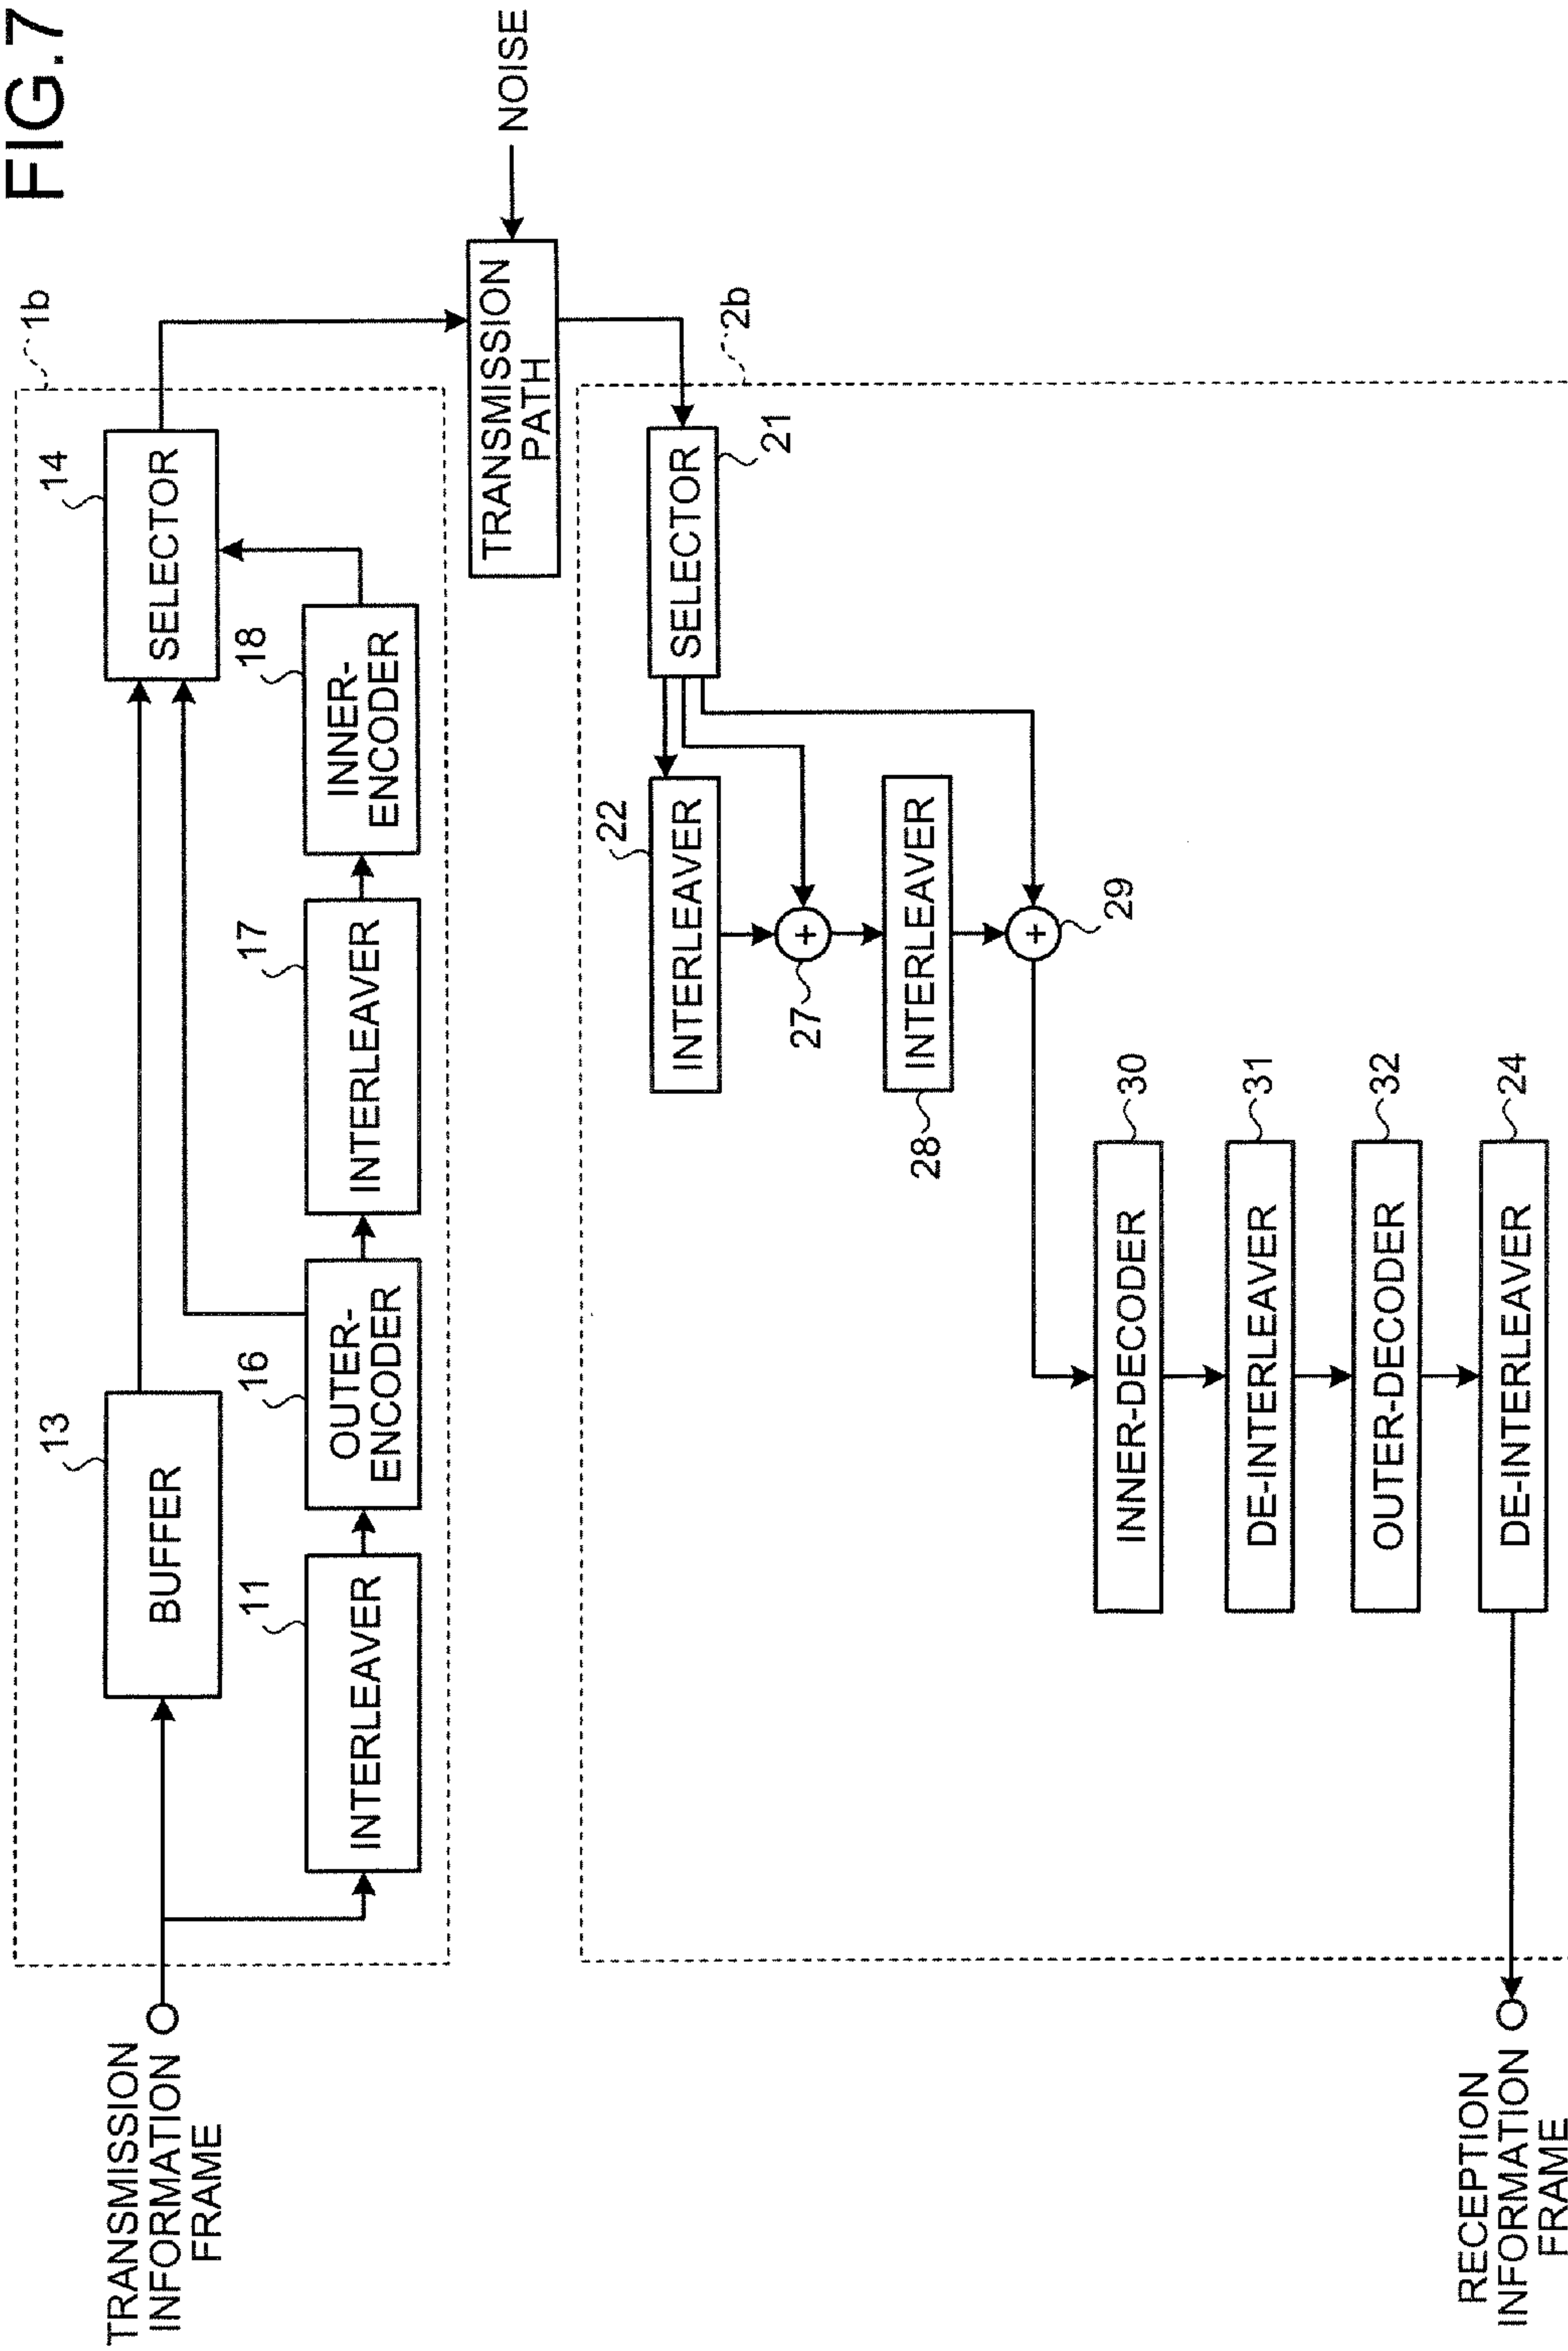 FIG.7
1b
TRANSMISSION
INFORMATION
FRAME
13
BUFFER
14
SELECTOR
11
INTERLEAVER
16
OUTER-
ENCODER
17
INTERLEAVER
18
INNER-
ENCODER
TRANSMISSION
PATH
NOISE
2b
SELECTOR
21
22
INTERLEAVER
27
+
28
INTERLEAVER
+
29
INNER-DECODER
30
DE-INTERLEAVER
31
OUTER-DECODER
32
DE-INTERLEAVER
24
RECEPTION
INFORMATION
FRAME